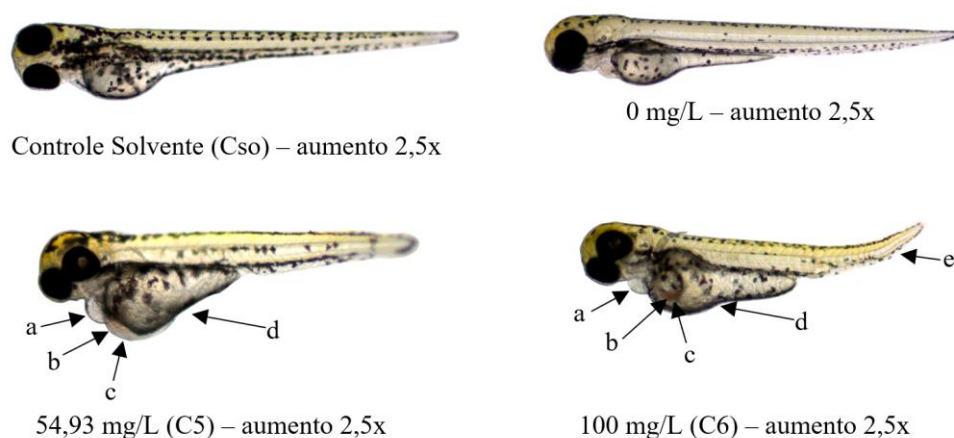 Controle Solvente (Cso) – aumento 2,5x
0 mg/L – aumento 2,5x
a
b
c
d
a
b
c
d
e
54,93 mg/L (C5) – aumento 2,5x
100 mg/L (C6) – aumento 2,5x